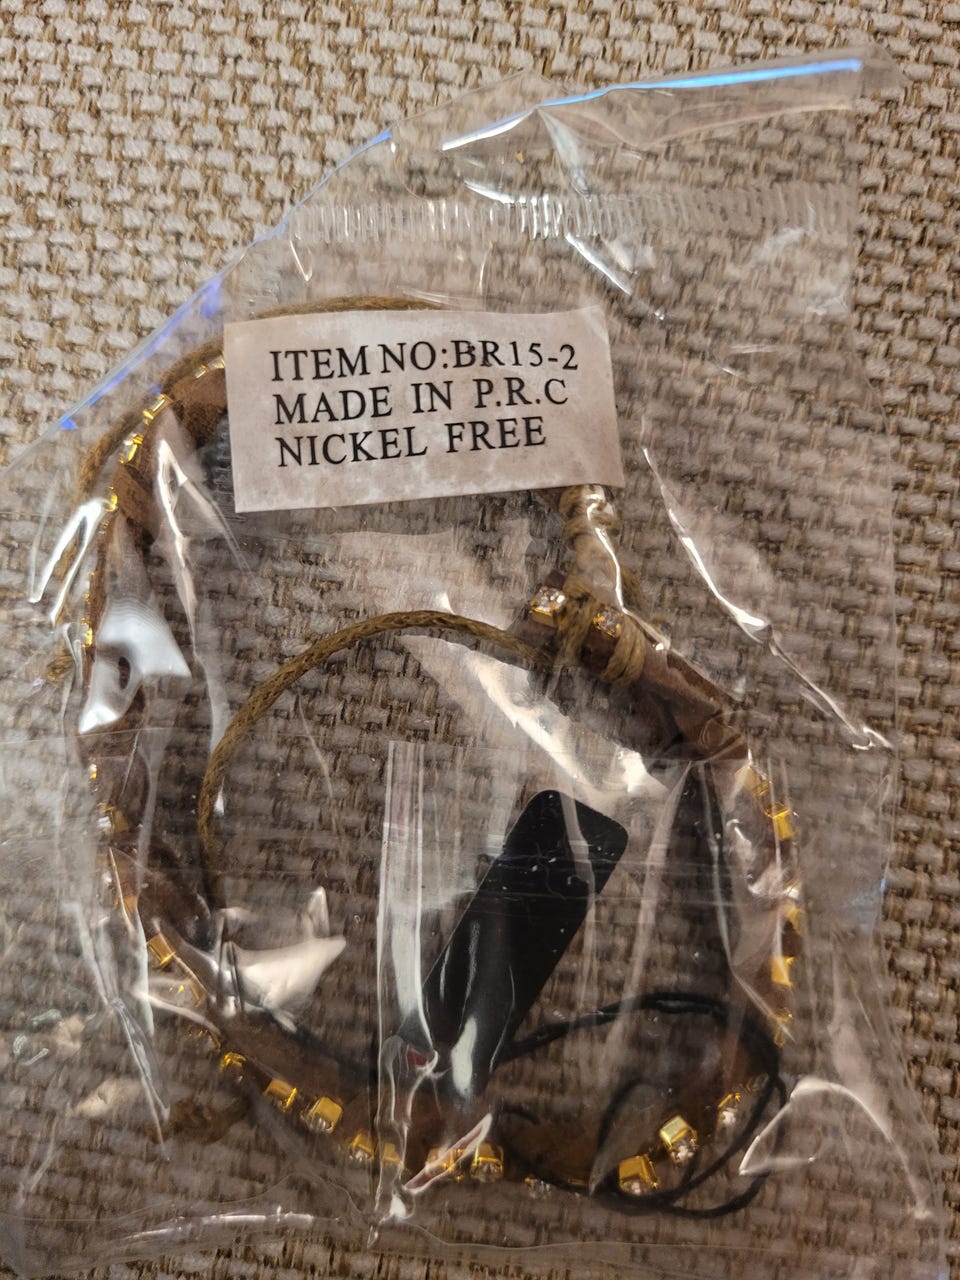 ITEM NO:BR15-2
MADE IN P.R.C
NICKEL FREE